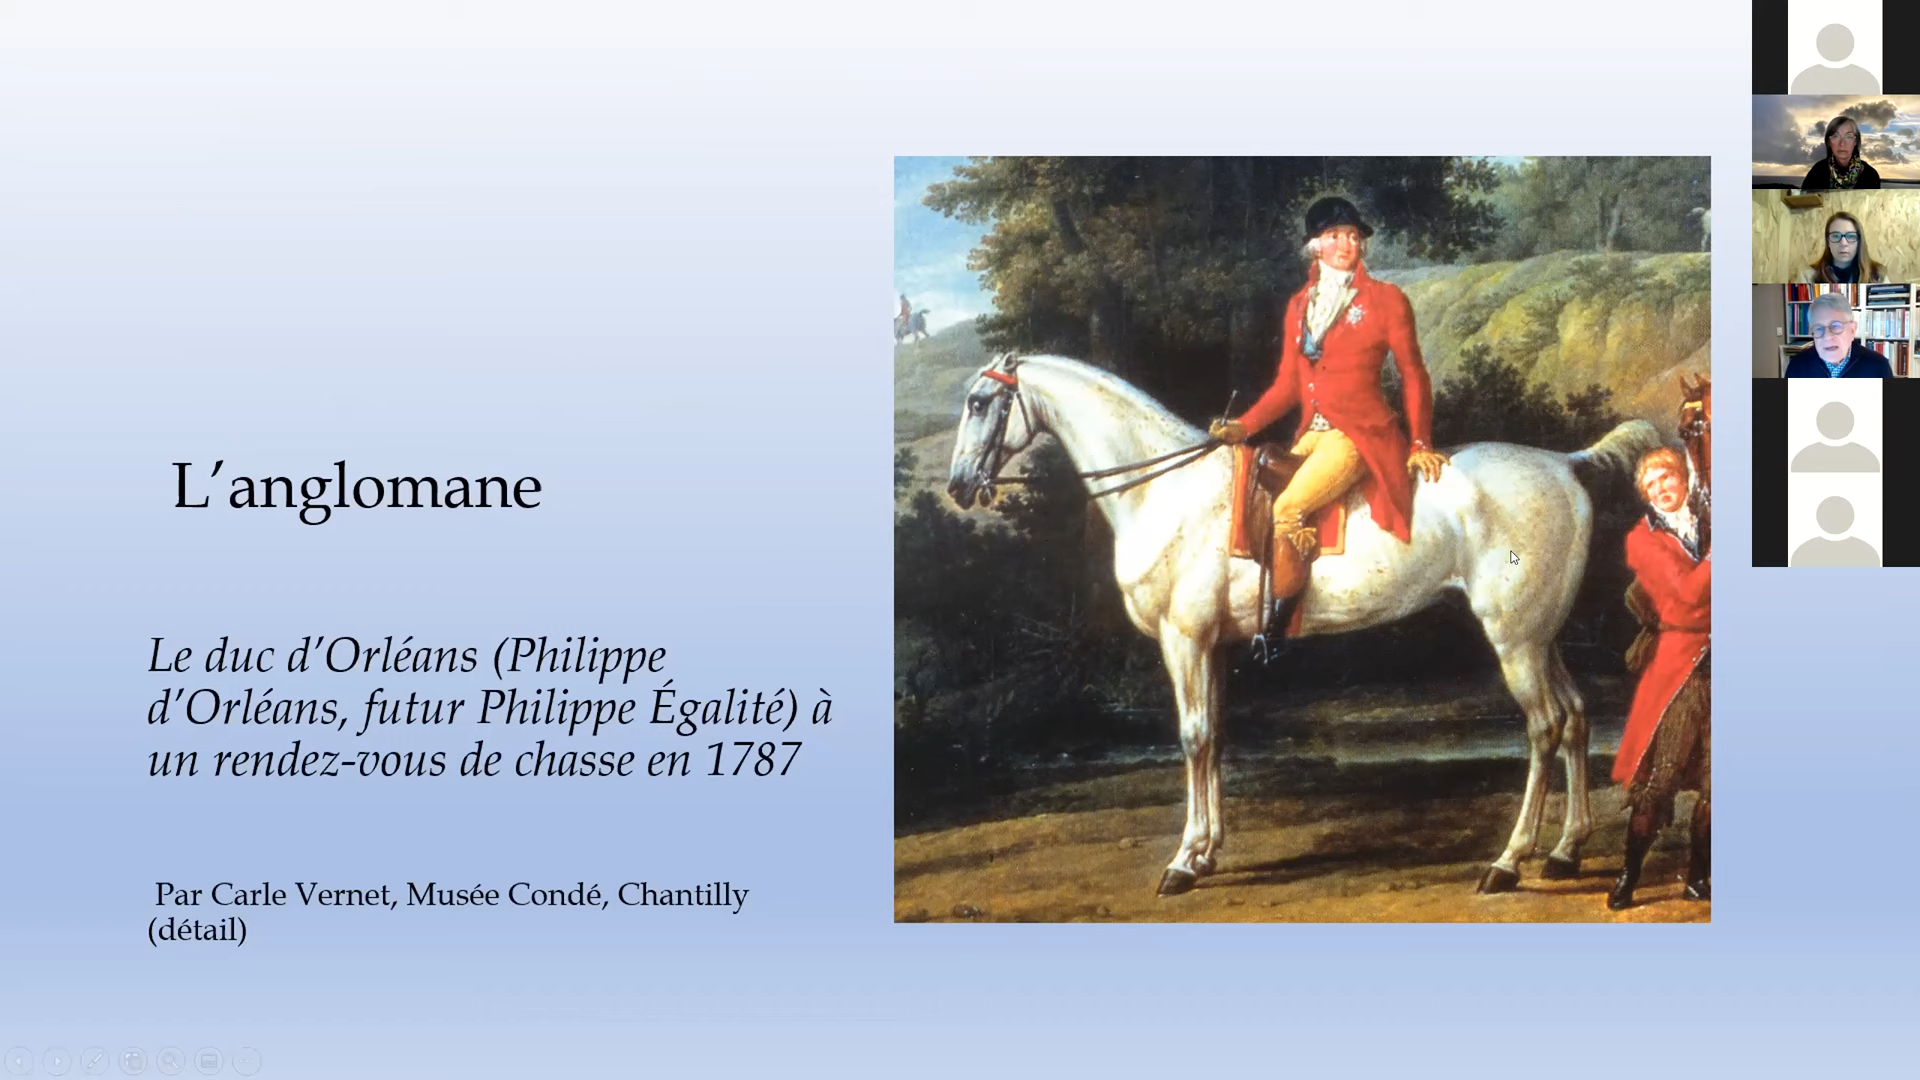 L’anglomane
Le duc d’Orléans (Philippe
d’Orléans, futur Philippe Égalité) à
un rendez-vous de chasse en 1787
Par Carle Vernet, Musée Condé, Chantilly
(détail)